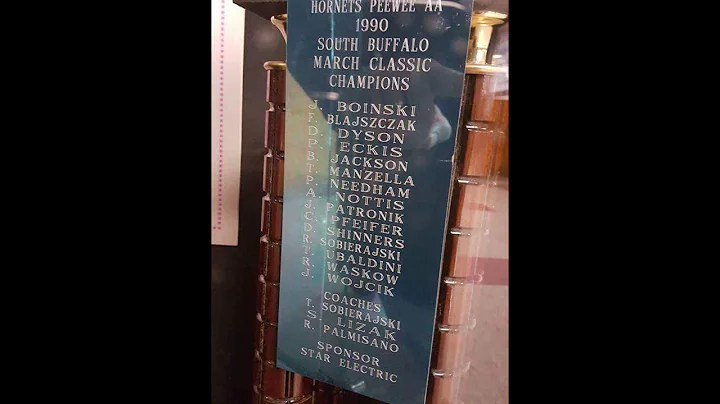 HORNETS PEEWEE AA
1990
SOUTH BUFFALO
MARCH CLASSIC
CHAMPIONS
J. BOINSKI
F. BLAJSZCZAK
D. DYSON
P. ECKIS
B. JACKSON
T. MANZELLA
P. NEEDHAM
A. NOTTIS
J. PATRONIK
C. PFEIFER
D. SHINNERS
R. SOBIERAJSKI
T. UBALDINI
R. WASKOW
J. WOJCIK
COACHES
T. SOBIERAJSKI
S. LIZAK
R. PALMISANO
SPONSOR
STAR ELECTRIC